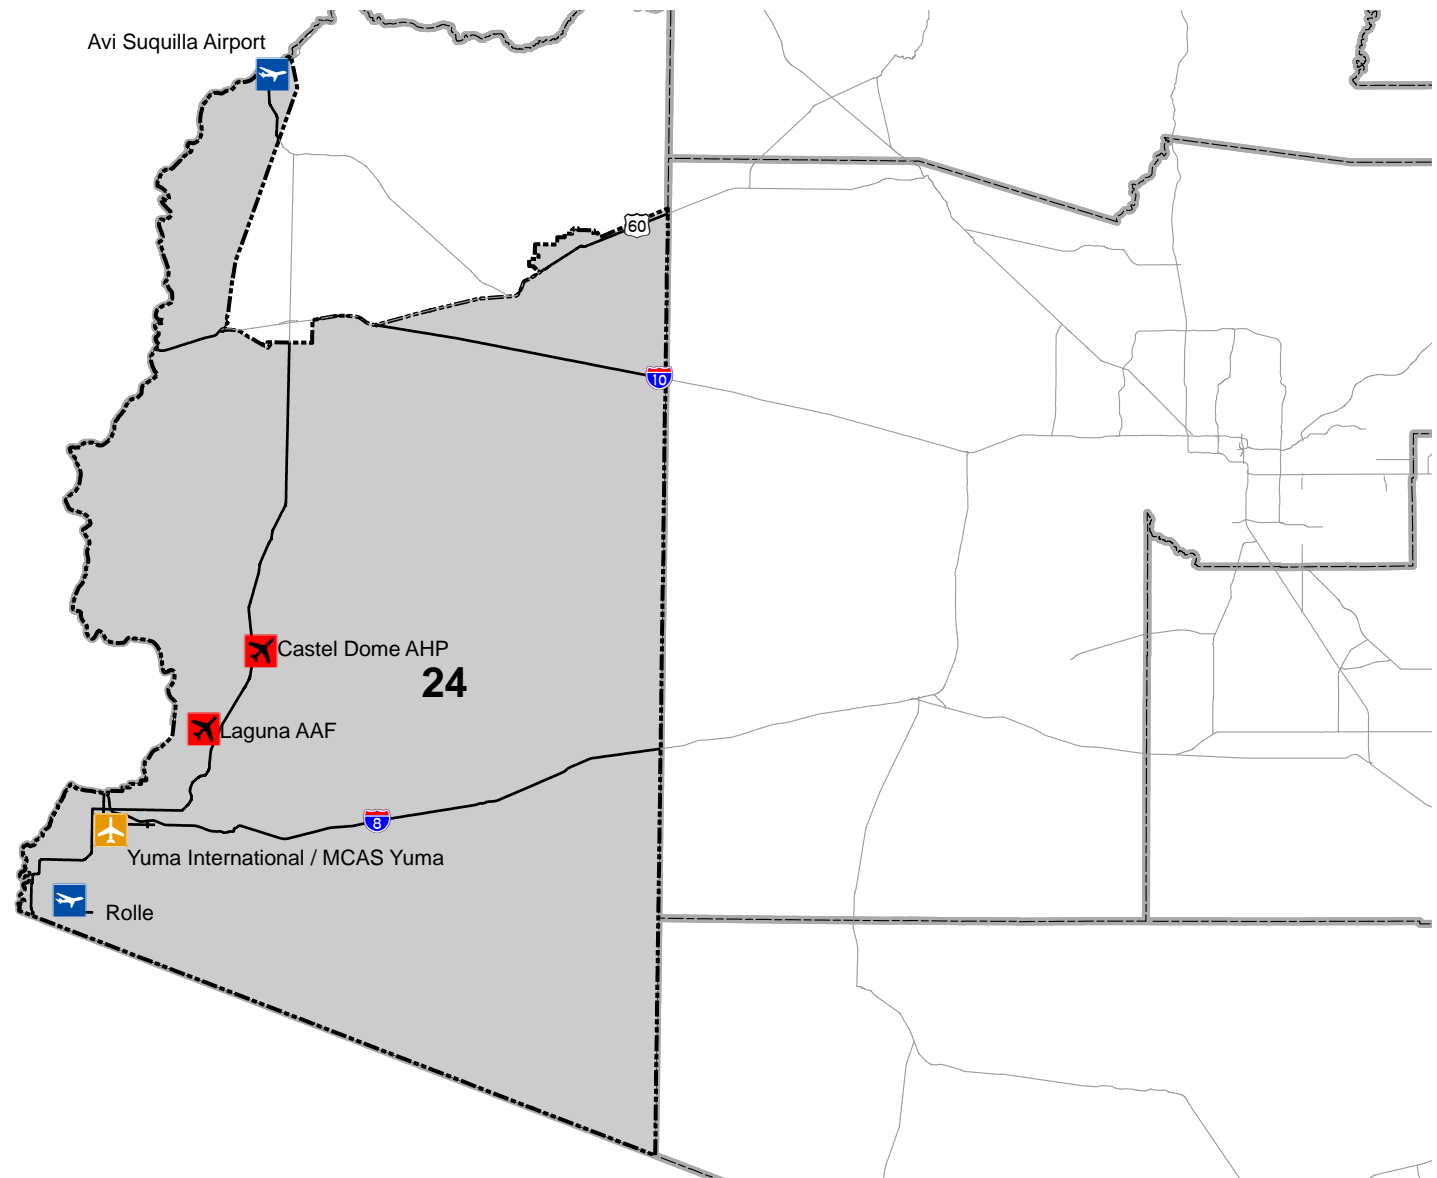 Avi Suquilla Airport
60
10
Castel Dome AHP
24
Laguna AAF
8
Yuma International / MCAS Yuma
Rolle